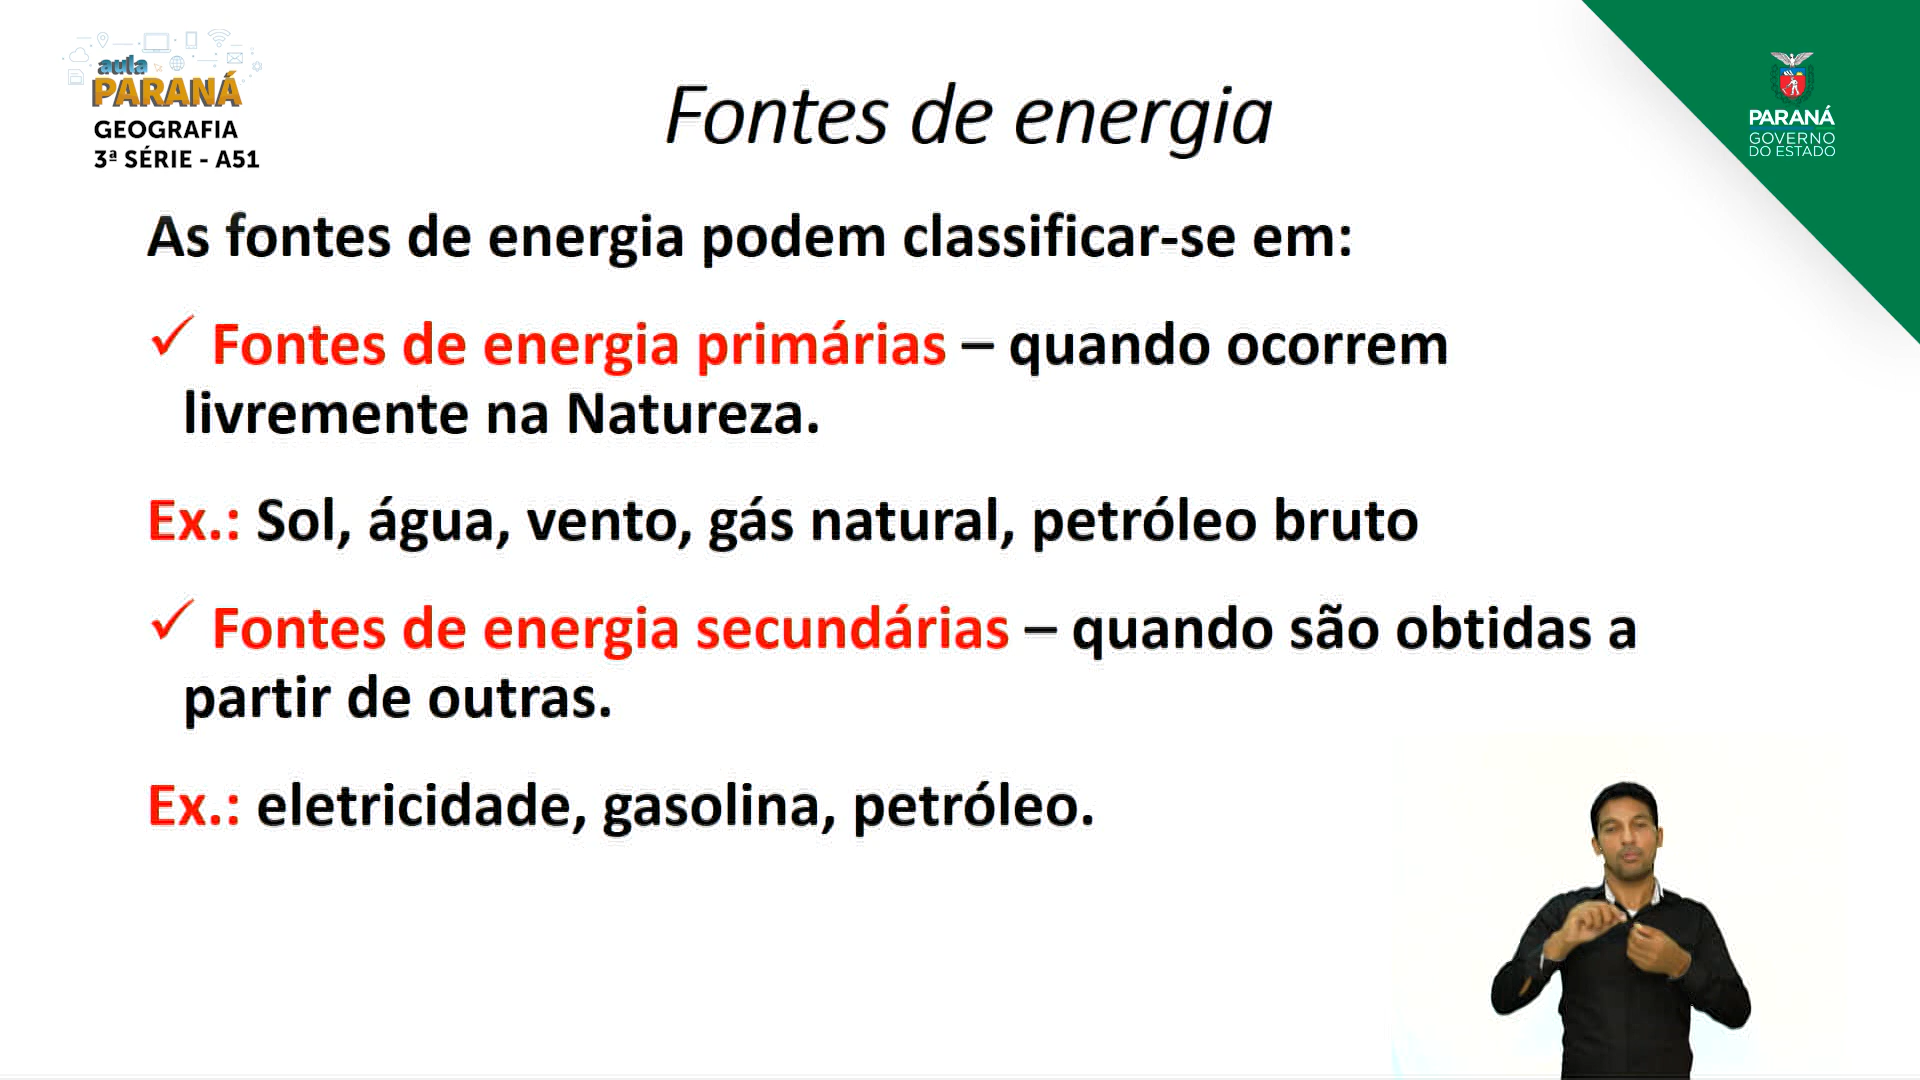 aula
PARANÁ
GEOGRAFIA
3ª SÉRIE - A51
Fontes de energia
PARANÁ
GOVERNO
DO ESTADO
As fontes de energia podem classificar-se em:
✓ Fontes de energia primárias – quando ocorrem
livremente na Natureza.
Ex.: Sol, água, vento, gás natural, petróleo bruto
✓ Fontes de energia secundárias – quando são obtidas a
partir de outras.
Ex.: eletricidade, gasolina, petróleo.